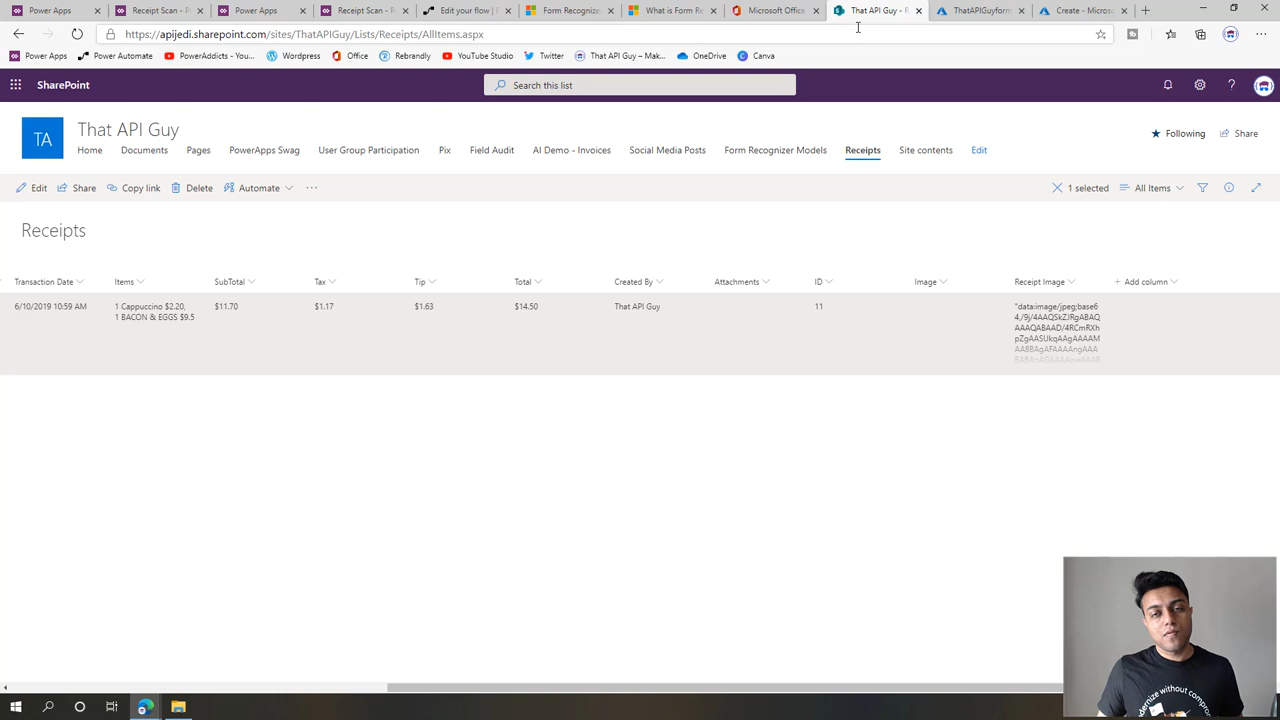 Power Apps
Receipt Scan - P
Power Apps
Receipt Scan - P
Edit your flow | P
Form Recognize
What is Form Re
Microsoft Office
That API Guy - R
ThatAPIGuyform
Create - Microso
https://apijedi.sharepoint.com/sites/ThatAPIGuy/Lists/Receipts/AllItems.aspx
Power Apps
Power Automate
PowerAddicts - You...
Wordpress
Office
Rebrandly
YouTube Studio
Twitter
That API Guy – Mak...
OneDrive
Canva
SharePoint
Search this list
TA
That API Guy
Following
Share
Home
Documents
Pages
PowerApps Swag
User Group Participation
Pix
Field Audit
AI Demo - Invoices
Social Media Posts
Form Recognizer Models
Receipts
Site contents
Edit
Edit
Share
Copy link
Delete
Automate
1 selected
All Items
Receipts
Transaction Date
Items
SubTotal
Tax
Tip
Total
Created By
Attachments
ID
Image
Receipt Image
+ Add column
6/10/2019 10:59 AM
1 Cappuccino $2.20,
1 BACON & EGGS $9.5
$11.70
$1.17
$1.63
$14.50
That API Guy
11
"data:image/jpeg;base6
4,/9j/4AAQSkZJRgABAQ
AAAQABAAD/4RCmRXh
pZgAASUkqAAgAAAAM